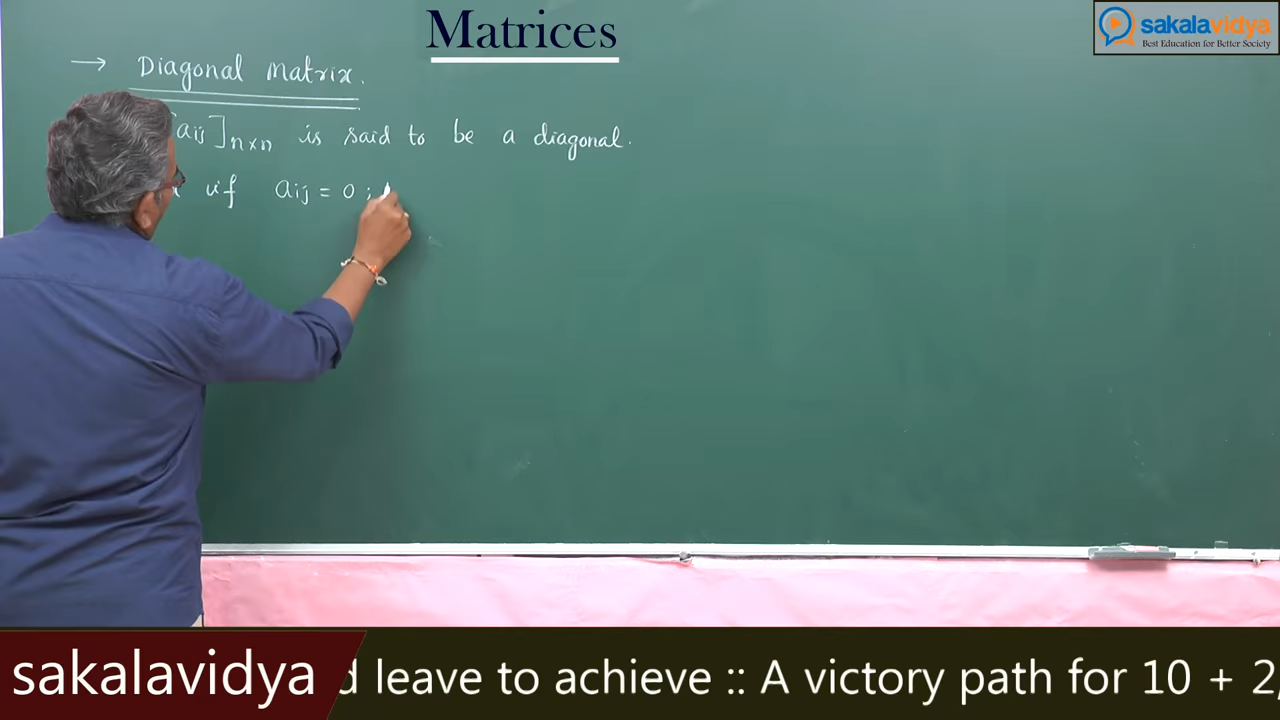 Matrices
sakalavidya
Best Education for Better Society
→ Diagonal Matrix.
[aij]n×n is said to be a diagonal.
if aij = 0 ;
sakalavidya
d leave to achieve :: A victory path for 10 + 2,